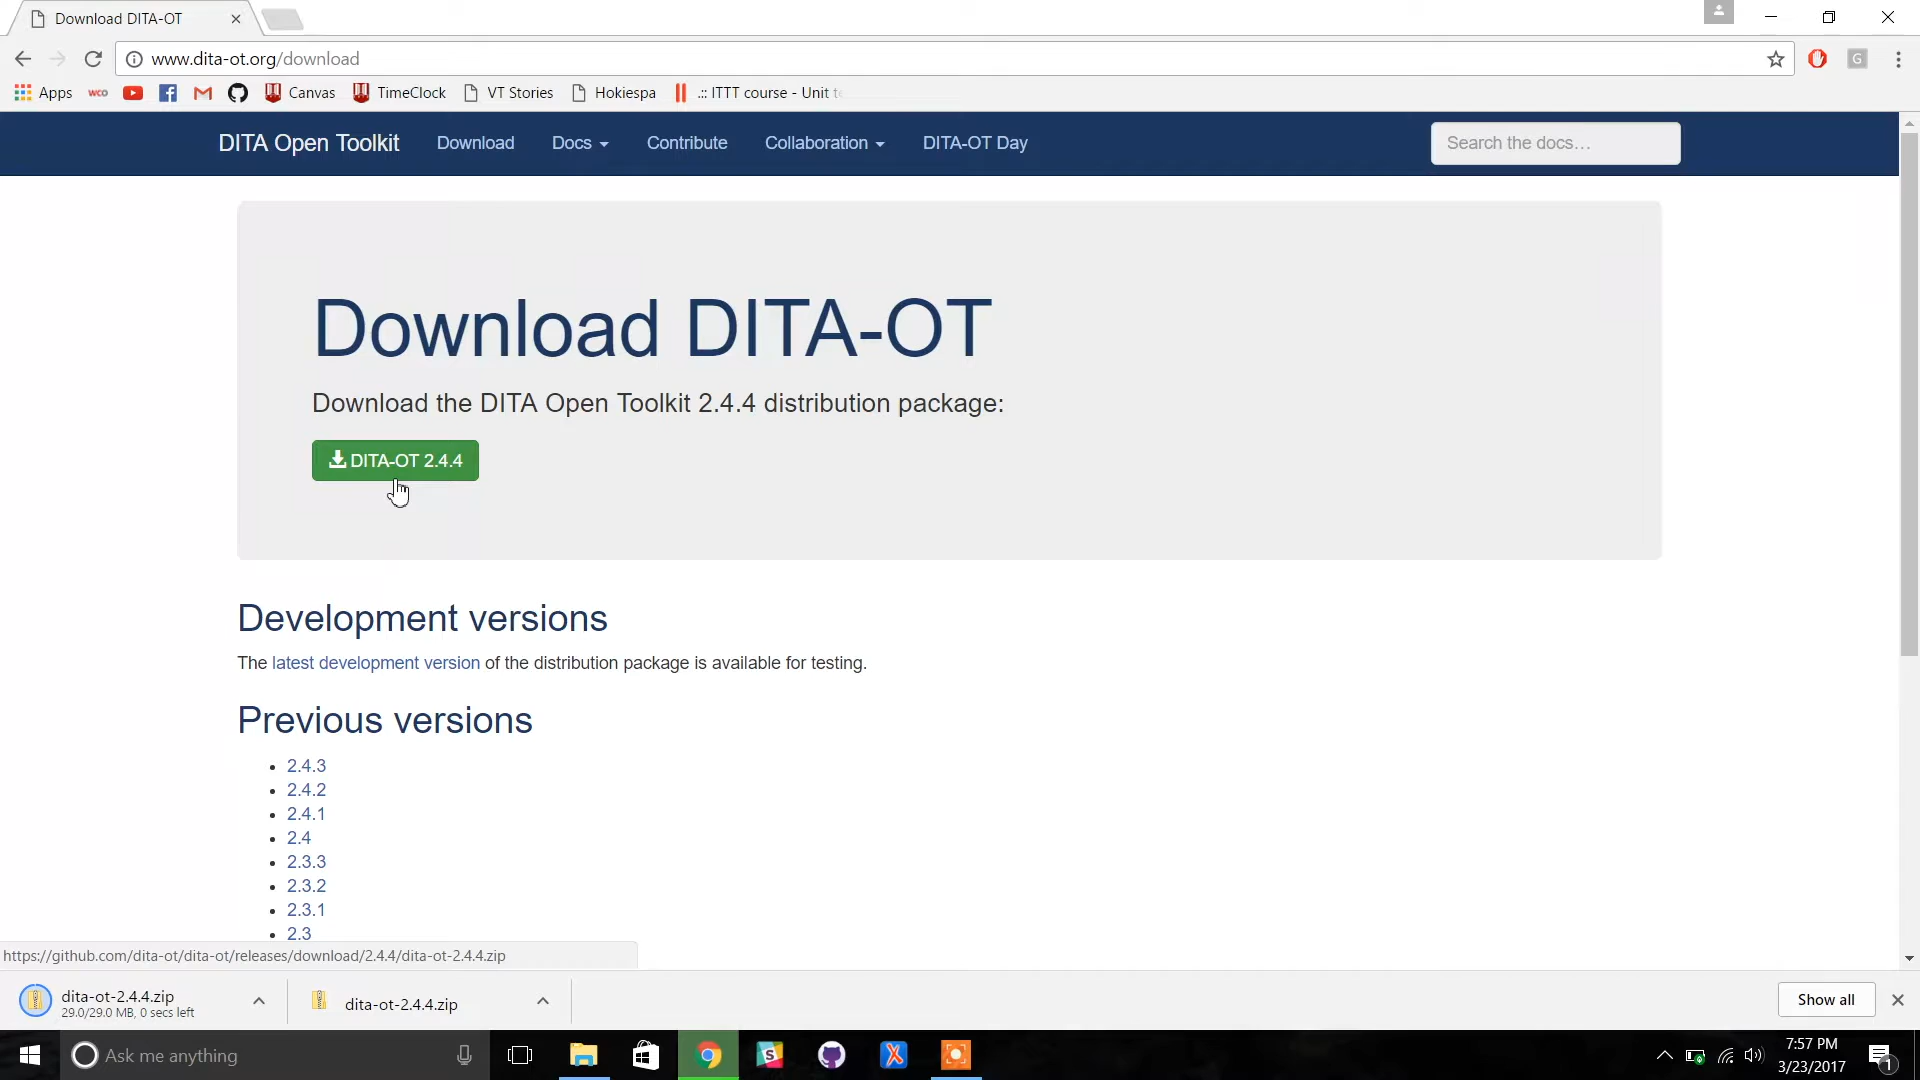 Download DITA-OT
www.dita-ot.org/download
G
Apps
wco
Canvas
TimeClock
VT Stories
Hokiespa
.:: ITTT course - Unit t
DITA Open Toolkit
Download
Docs
Contribute
Collaboration
DITA-OT Day
Search the docs…
Download DITA-OT
Download the DITA Open Toolkit 2.4.4 distribution package:
DITA-OT 2.4.4
Development versions
The latest development version of the distribution package is available for testing.
Previous versions
2.4.3
2.4.2
2.4.1
2.4
2.3.3
2.3.2
2.3.1
2.3
https://github.com/dita-ot/dita-ot/releases/download/2.4.4/dita-ot-2.4.4.zip
dita-ot-2.4.4.zip
29.0/29.0 MB, 0 secs left
dita-ot-2.4.4.zip
Show all
Ask me anything
S
X
7:57 PM
3/23/2017
1